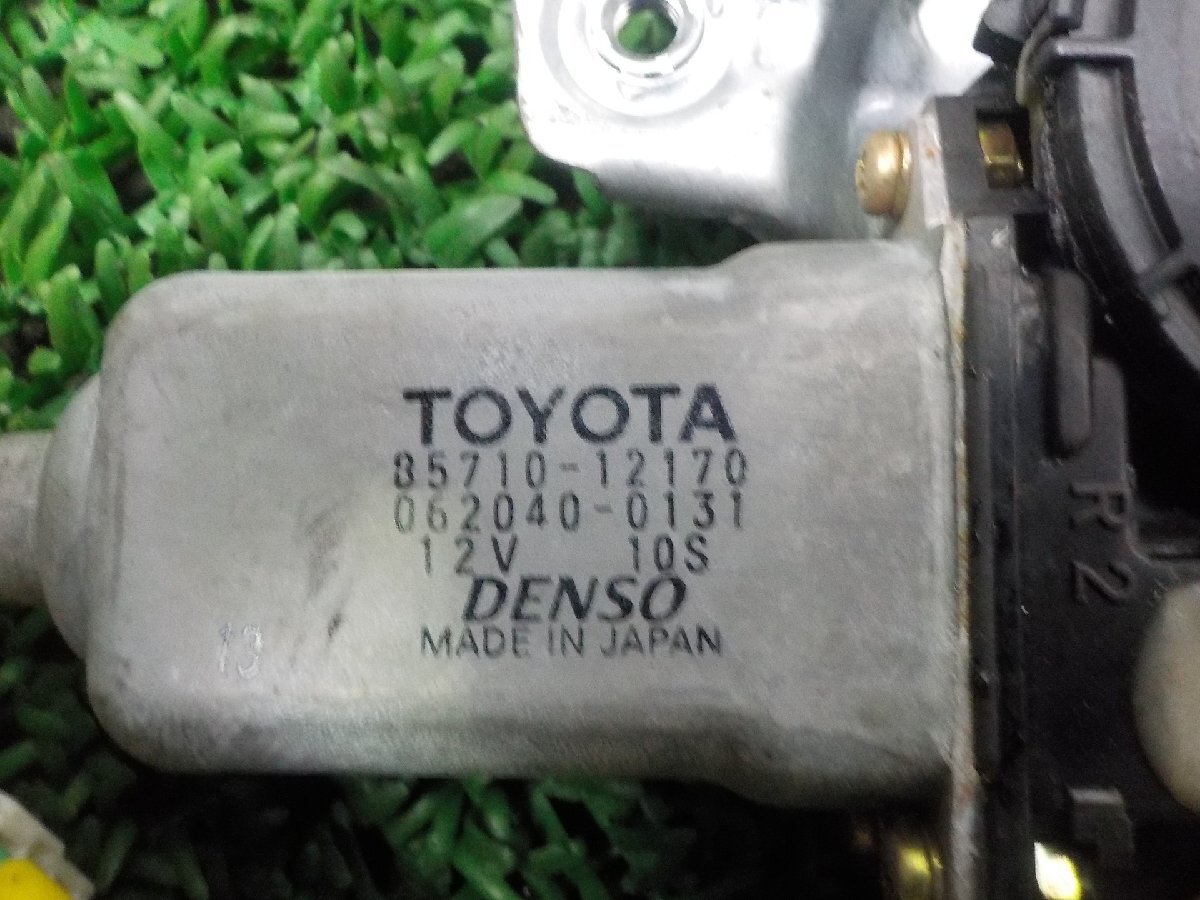 TOYOTA
85710-12170
062040-0131
12V 10S
DENSO
MADE IN JAPAN
13
R2